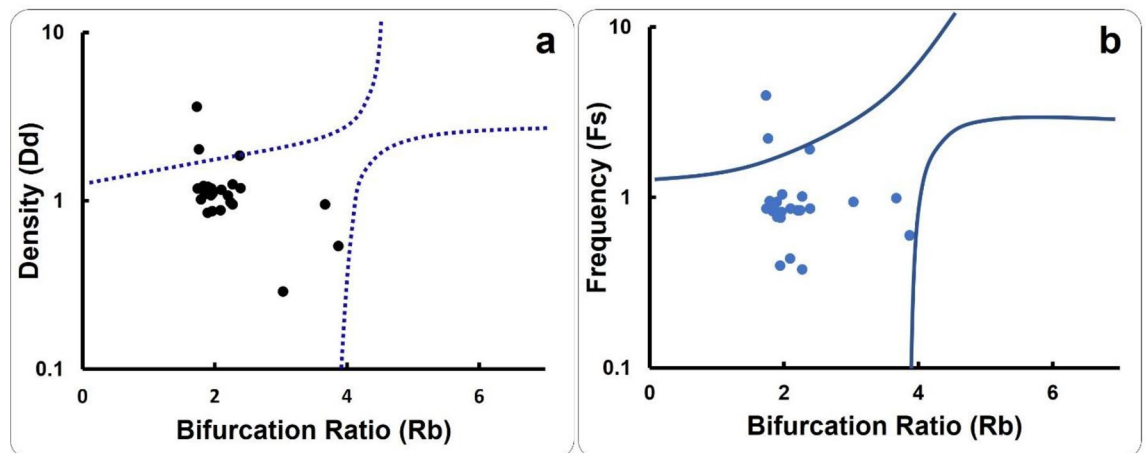 a
10
1
0.1
0 2 4 6
Density (Dd)
Bifurcation Ratio (Rb)
b
10
1
0.1
0 2 4 6
Frequency (Fs)
Bifurcation Ratio (Rb)